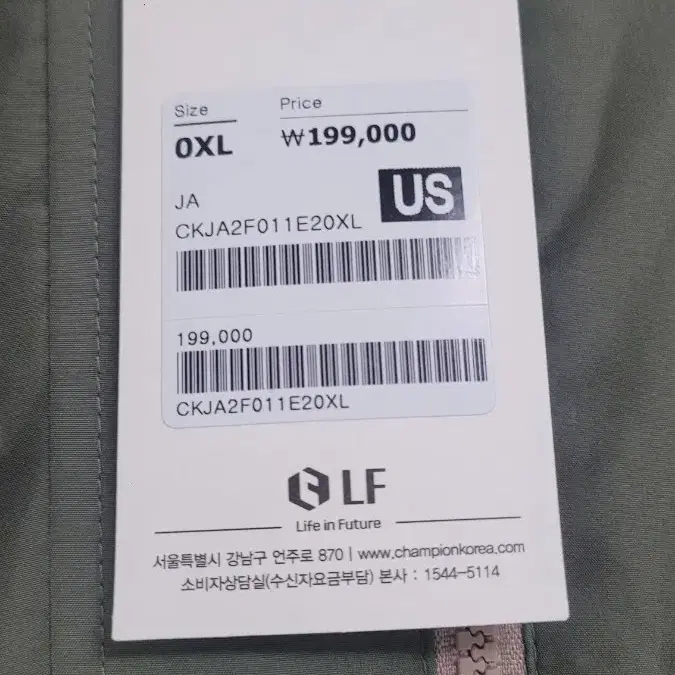 Size
Price
0XL
₩199,000
JA
US
CKJA2F011E20XL
199,000
CKJA2F011E20XL
LF
Life in Future
서울특별시 강남구 언주로 870 | www.championkorea.com
소비자상담실(수신자요금부담) 본사 : 1544-5114